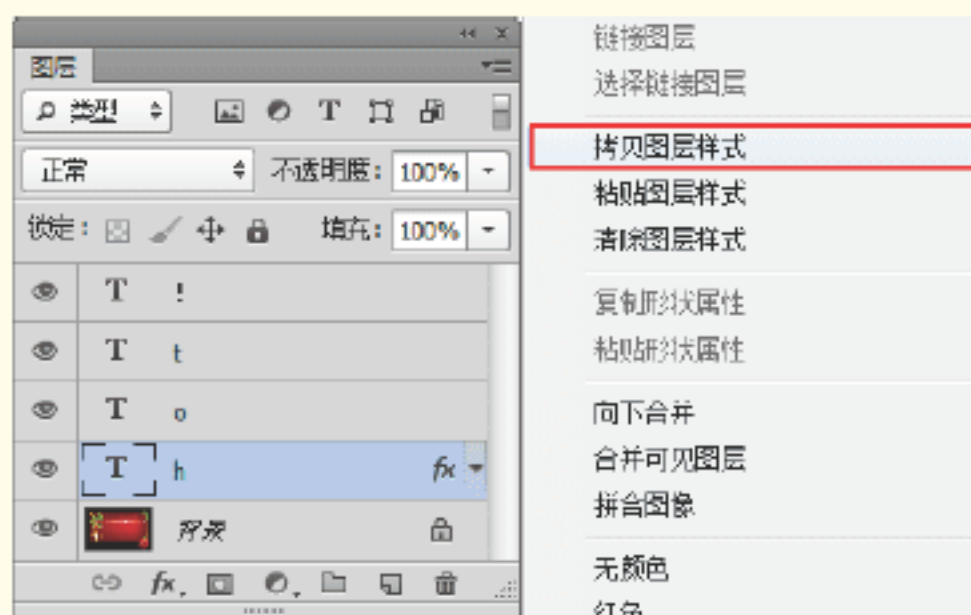 图层
类型
T
正常
不透明度: 100%
锁定:
填充: 100%
T !
T t
T o
T h fx
背景
fx.
链接图层
选择链接图层
拷贝图层样式
粘贴图层样式
清除图层样式
复制形状属性
粘贴形状属性
向下合并
合并可见图层
拼合图像
无颜色
红色